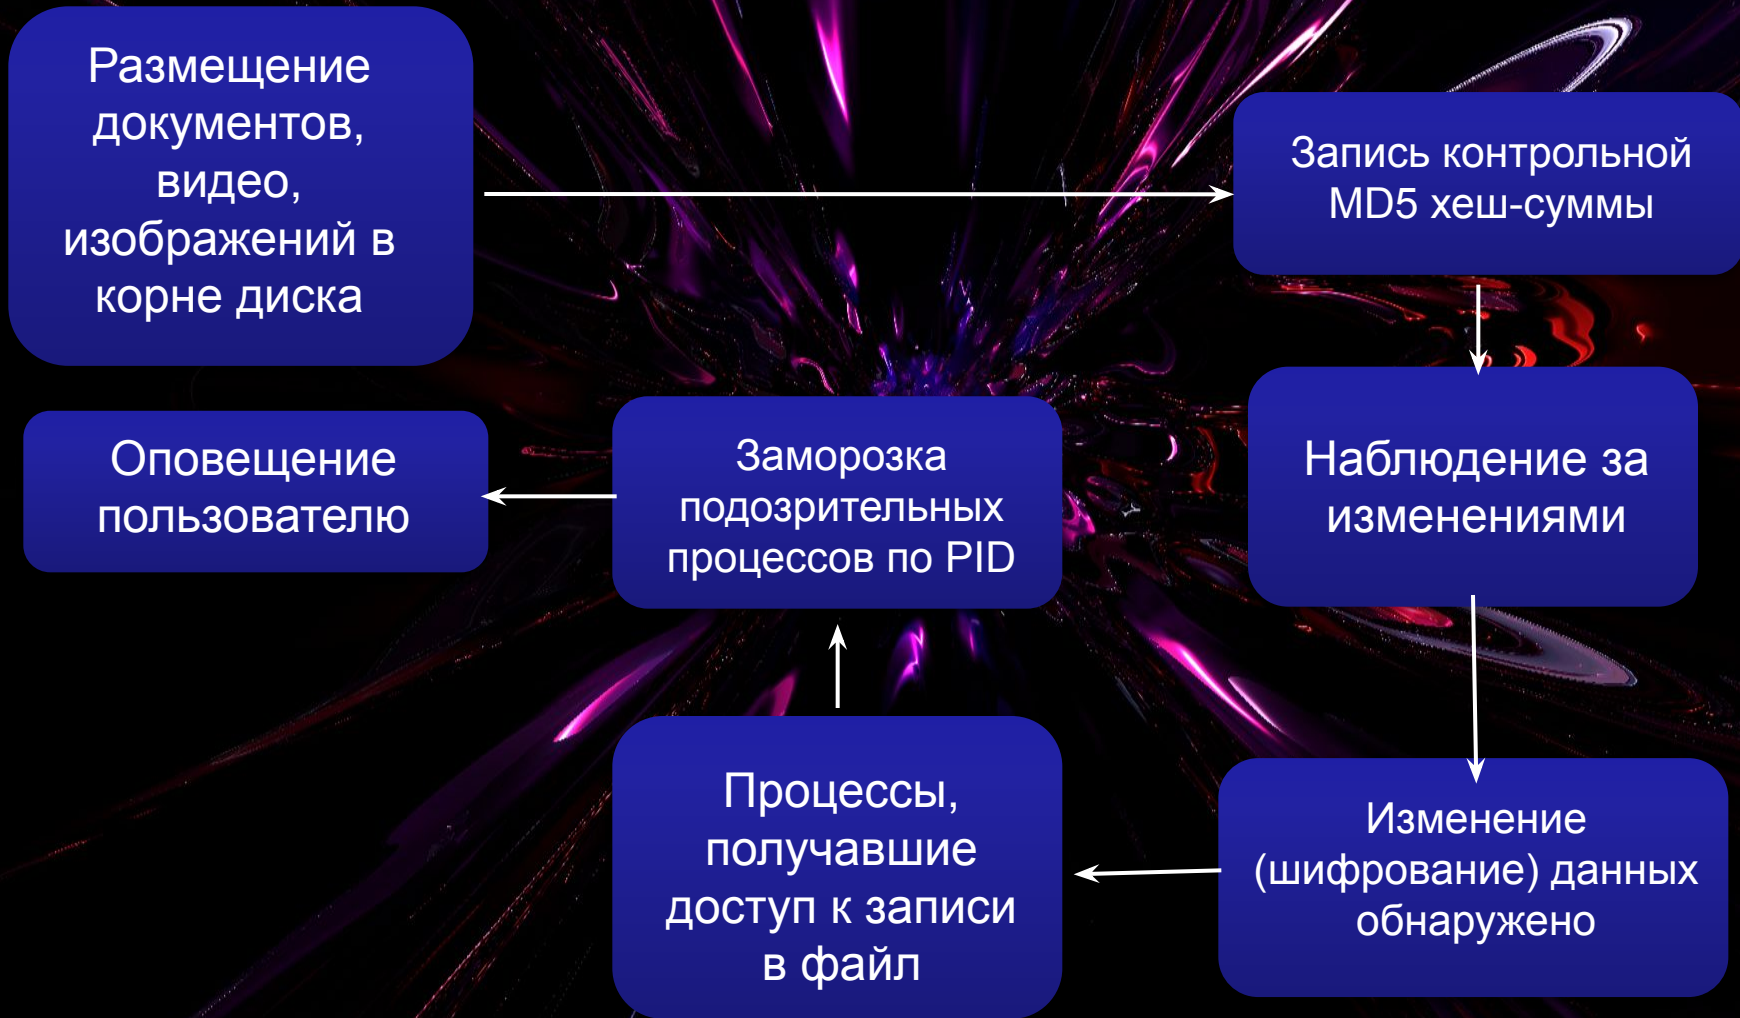 Размещение
документов,
видео,
изображений в
корне диска
Запись контрольной
MD5 хеш-суммы
Наблюдение за
изменениями
Изменение
(шифрование) данных
обнаружено
Процессы,
получавшие
доступ к записи
в файл
Заморозка
подозрительных
процессов по PID
Оповещение
пользователю